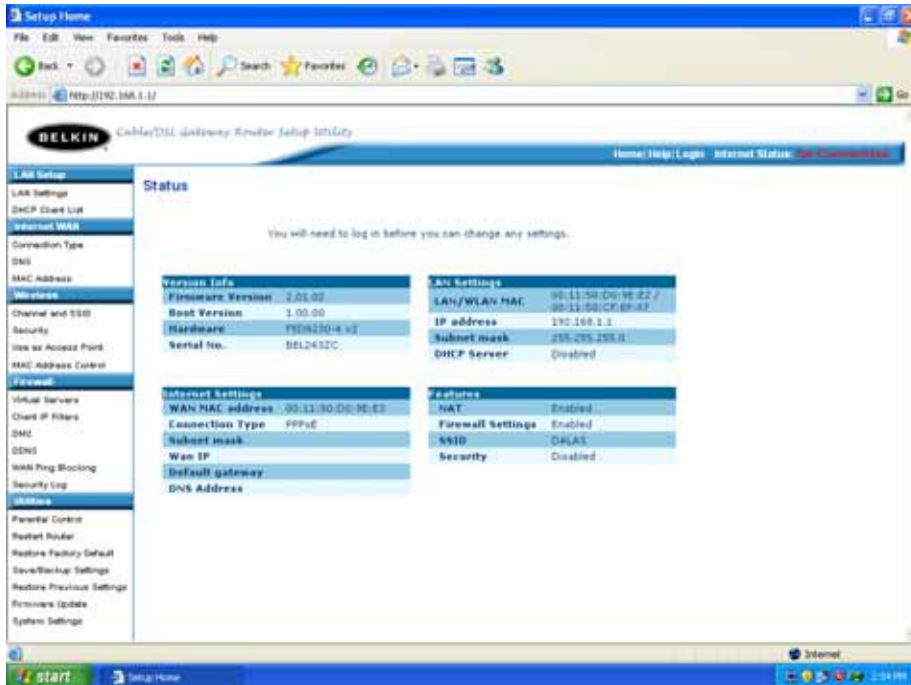 Setup Home
File Edit View Favorites Tools Help
Back Search Favorites
Address http://192.168.1.1/ Go
BELKIN Cable/DSL Gateway Router Setup Utility
Home|Help|Login Internet Status:
LAN Setup
LAN Settings
DHCP Client List
Internet WAN
Connection Type
DNS
MAC Address
Wireless
Channel and SSID
Security
Use as Access Point
MAC Address Control
Firewall
Virtual Servers
Client IP Filters
DMZ
DDNS
WAN Ping Blocking
Security Log
Utilities
Parental Control
Restart Router
Restore Factory Default
Save/Backup Settings
Restore Previous Settings
Firmware Update
System Settings
Status
You will need to log in before you can change any settings.
Version Info
Firmware Version 2.01.02
Boot Version 1.00.00
Hardware
Serial No.
LAN Settings
LAN/WLAN MAC
IP address 192.168.1.1
Subnet mask 255.255.255.0
DHCP Server Disabled
Internet Settings
WAN MAC address
Connection Type PPPoE
Subnet mask
Wan IP
Default gateway
DNS Address
Features
NAT Enabled
Firewall Settings Enabled
SSID
Security Disabled
Internet
start Setup Home